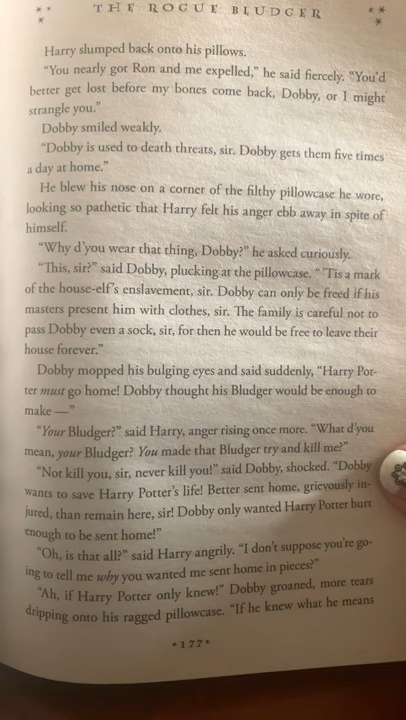 THE ROGUE BLUDGER
Harry slumped back onto his pillows.
“You nearly got Ron and me expelled,” he said fiercely. “You’d
better get lost before my bones come back, Dobby, or I might
strangle you.”
Dobby smiled weakly.
“Dobby is used to death threats, sir. Dobby gets them five times
a day at home.”
He blew his nose on a corner of the filthy pillowcase he wore,
looking so pathetic that Harry felt his anger ebb away in spite of
himself.
“Why d’you wear that thing, Dobby?” he asked curiously.
“This, sir?” said Dobby, plucking at the pillowcase. “ ’Tis a mark
of the house-elf’s enslavement, sir. Dobby can only be freed if his
masters present him with clothes, sir. The family is careful not to
pass Dobby even a sock, sir, for then he would be free to leave their
house forever.”
Dobby mopped his bulging eyes and said suddenly, “Harry Pot-
ter must go home! Dobby thought his Bludger would be enough to
make —”
“Your Bludger?” said Harry, anger rising once more. “What d’you
mean, your Bludger? You made that Bludger try and kill me?”
“Not kill you, sir, never kill you!” said Dobby, shocked. “Dobby
wants to save Harry Potter’s life! Better sent home, grievously in-
jured, than remain here, sir! Dobby only wanted Harry Potter hurt
enough to be sent home!”
“Oh, is that all?” said Harry angrily. “I don’t suppose you’re go-
ing to tell me why you wanted me sent home in pieces?”
“Ah, if Harry Potter only knew!” Dobby groaned, more tears
dripping onto his ragged pillowcase. “If he knew what he means
*177*